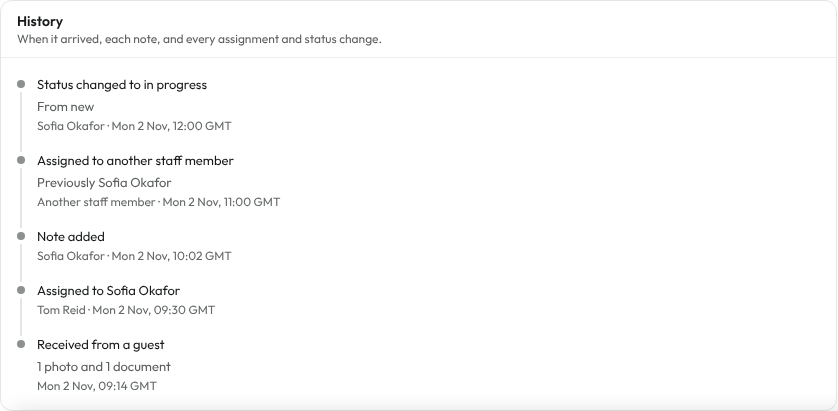 History
When it arrived, each note, and every assignment and status change.
Status changed to in progress
From new
Sofia Okafor · Mon 2 Nov, 12:00 GMT
Assigned to another staff member
Previously Sofia Okafor
Another staff member · Mon 2 Nov, 11:00 GMT
Note added
Sofia Okafor · Mon 2 Nov, 10:02 GMT
Assigned to Sofia Okafor
Tom Reid · Mon 2 Nov, 09:30 GMT
Received from a guest
1 photo and 1 document
Mon 2 Nov, 09:14 GMT